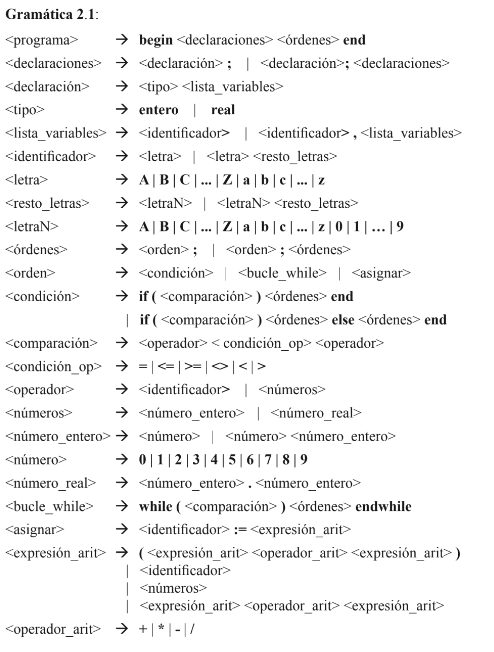 Gramática 2.1:
<programa> → begin <declaraciones> <órdenes> end
<declaraciones> → <declaración> ; | <declaración>; <declaraciones>
<declaración> → <tipo> <lista_variables>
<tipo> → entero | real
<lista_variables> → <identificador> | <identificador> , <lista_variables>
<identificador> → <letra> | <letra> <resto_letras>
<letra> → A | B | C | ... | Z | a | b | c | ... | z
<resto_letras> → <letraN> | <letraN> <resto_letras>
<letraN> → A | B | C | ... | Z | a | b | c | ... | z | 0 | 1 | … | 9
<órdenes> → <orden> ; | <orden> ; <órdenes>
<orden> → <condición> | <bucle_while> | <asignar>
<condición> → if ( <comparación> ) <órdenes> end
| if ( <comparación> ) <órdenes> else <órdenes> end
<comparación> → <operador> < condición_op> <operador>
<condición_op> → = | <= | >= | <> | < | >
<operador> → <identificador> | <números>
<números> → <número_entero> | <número_real>
<número_entero> → <número> | <número> <número_entero>
<número> → 0 | 1 | 2 | 3 | 4 | 5 | 6 | 7 | 8 | 9
<número_real> → <número_entero> . <número_entero>
<bucle_while> → while ( <comparación> ) <órdenes> endwhile
<asignar> → <identificador> := <expresión_arit>
<expresión_arit> → ( <expresión_arit> <operador_arit> <expresión_arit> )
| <identificador>
| <números>
| <expresión_arit> <operador_arit> <expresión_arit>
<operador_arit> → + | * | - | /